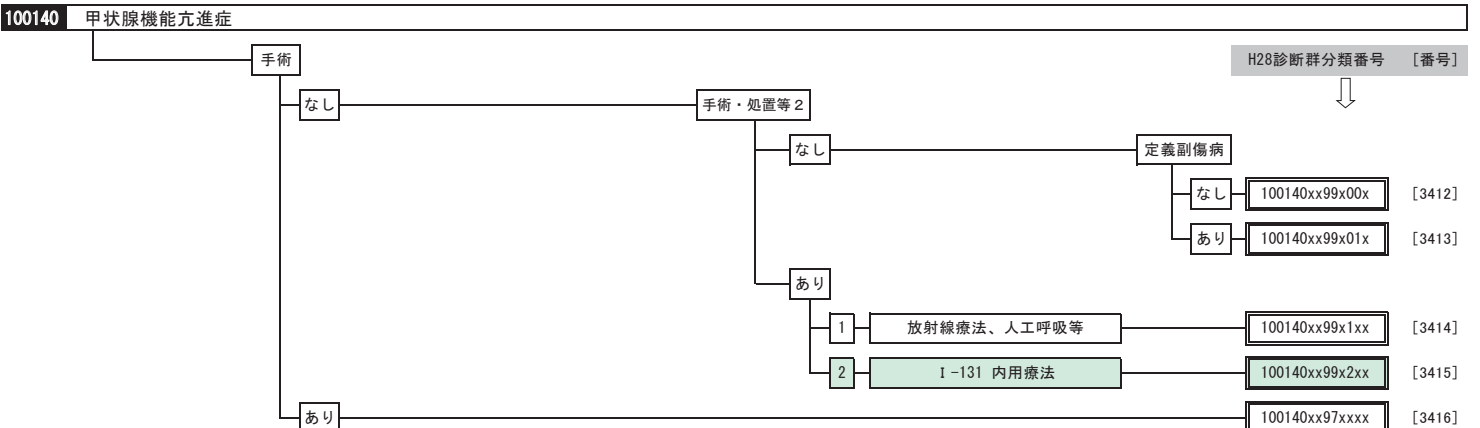 100140 甲状腺機能亢進症
手術 H28診断群分類番号 [番号]
なし 手術・処置等2
なし 定義副傷病
なし 100140xx99x00x [3412]
あり 100140xx99x01x [3413]
あり
1 放射線療法、人工呼吸等 100140xx99x1xx [3414]
2 I-131 内用療法 100140xx99x2xx [3415]
あり 100140xx97xxxx [3416]